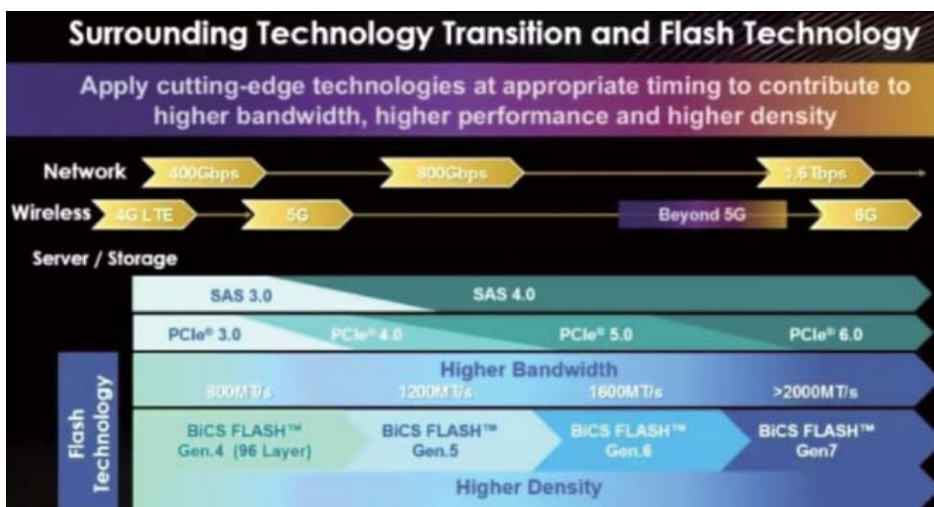 Surrounding Technology Transition and Flash Technology
Apply cutting-edge technologies at appropriate timing to contribute to
higher bandwidth, higher performance and higher density
Network 400Gbps 800Gbps 1.6Tbps
Wireless 4G LTE 5G Beyond 5G 6G
Server / Storage
SAS 3.0 SAS 4.0
PCIe® 3.0 PCIe® 4.0 PCIe® 5.0 PCIe® 6.0
Flash Technology
Higher Bandwidth
800MT/s 1200MT/s 1600MT/s >2000MT/s
BiCS FLASH™ BiCS FLASH™ BiCS FLASH™ BiCS FLASH™
Gen.4 (96 Layer) Gen.5 Gen.6 Gen7
Higher Density